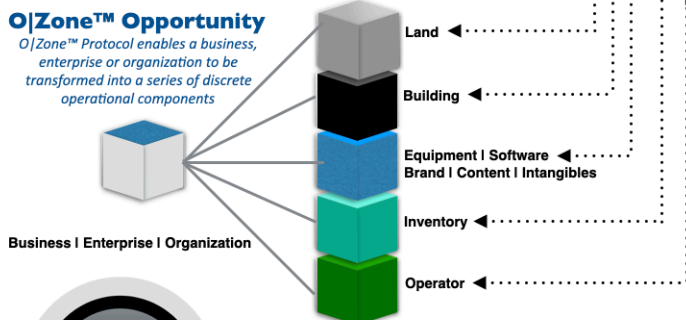 O|Zone™ Opportunity
O|Zone™ Protocol enables a business,
enterprise or organization to be
transformed into a series of discrete
operational components
Business | Enterprise | Organization
Land
Building
Equipment | Software
Brand | Content | Intangibles
Inventory
Operator